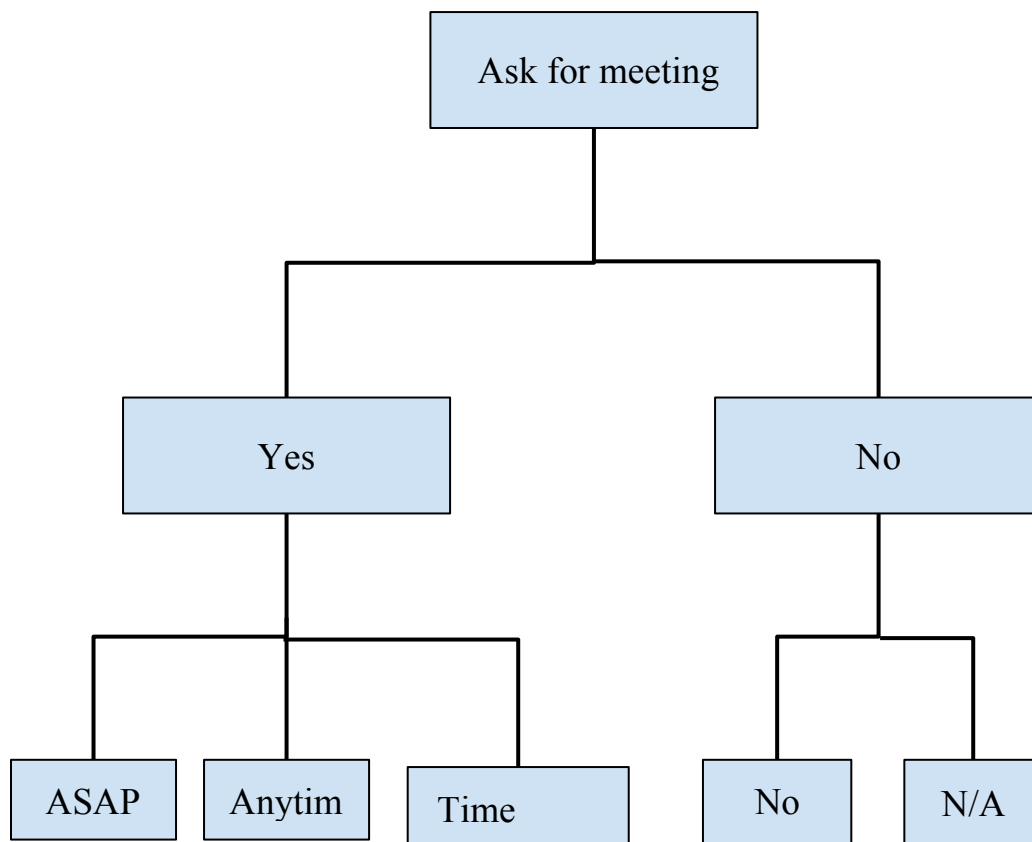 Ask for meeting
Yes
No
ASAP
Anytim
Time
No
N/A